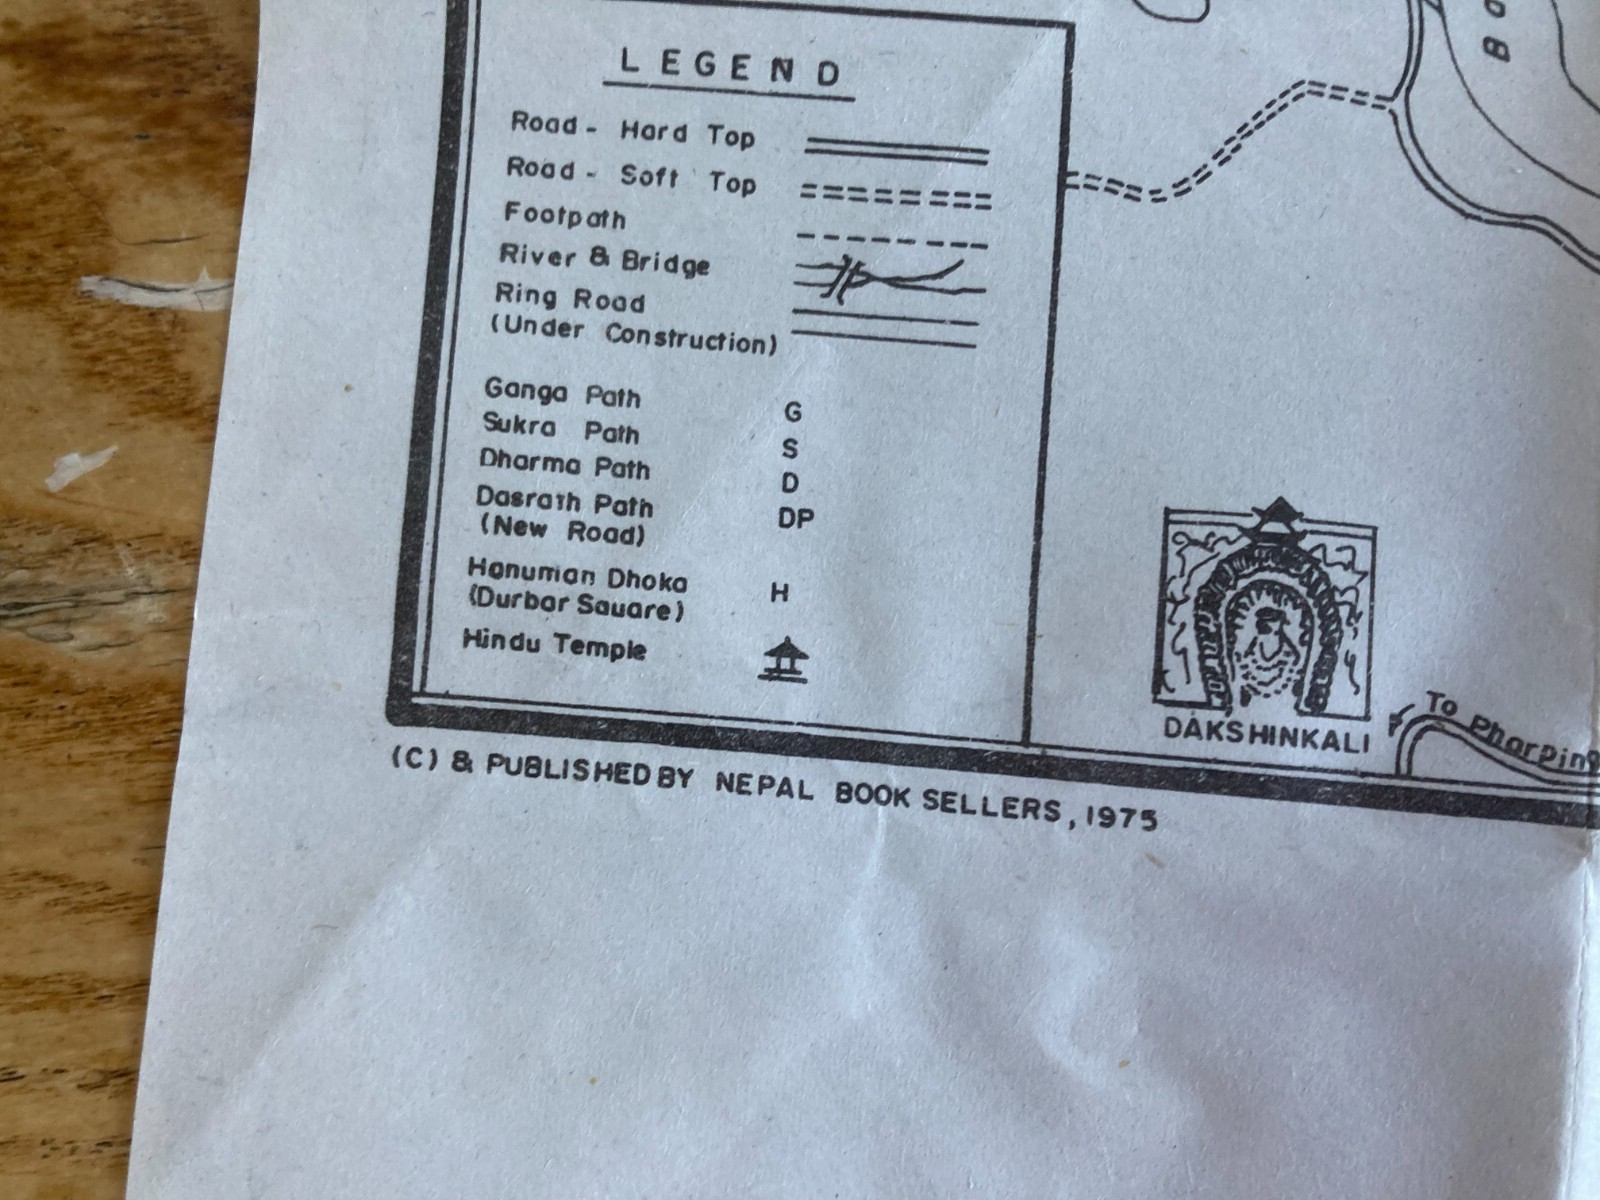 LEGEND
Road - Hard Top
Road - Soft Top
Footpath
River & Bridge
Ring Road
(Under Construction)
Ganga Path G
Sukra Path S
Dharma Path D
Dasrath Path DP
(New Road)
Hanuman Dhoka H
(Durbar Sauare)
Hindu Temple
DAKSHINKALI
To Pharping
(C) & PUBLISHED BY NEPAL BOOK SELLERS, 1975